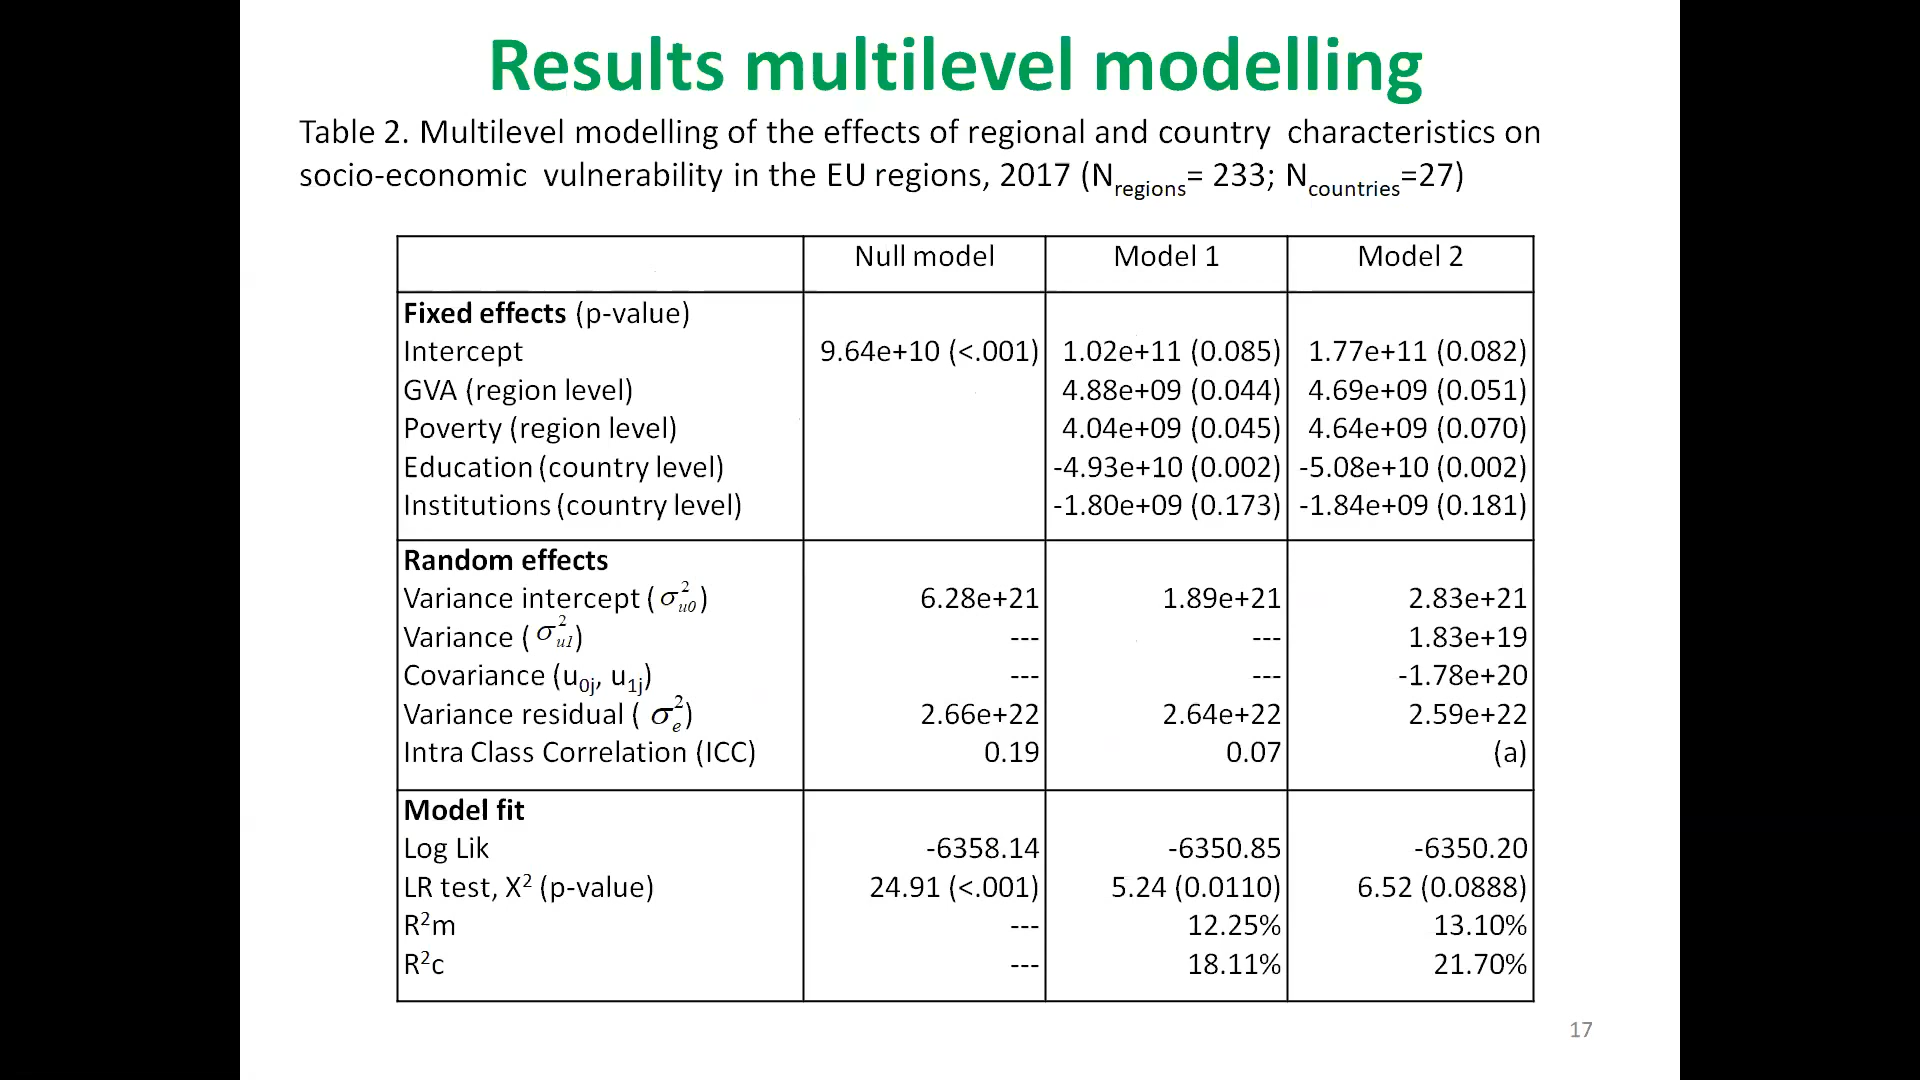 Results multilevel modelling
Table 2. Multilevel modelling of the effects of regional and country characteristics on
socio-economic vulnerability in the EU regions, 2017 (Nregions= 233; Ncountries=27)
Null model Model 1 Model 2
Fixed effects (p-value)
Intercept 9.64e+10 (<.001) 1.02e+11 (0.085) 1.77e+11 (0.082)
GVA (region level) 4.88e+09 (0.044) 4.69e+09 (0.051)
Poverty (region level) 4.04e+09 (0.045) 4.64e+09 (0.070)
Education (country level) -4.93e+10 (0.002) -5.08e+10 (0.002)
Institutions (country level) -1.80e+09 (0.173) -1.84e+09 (0.181)
Random effects
Variance intercept (σ²u0) 6.28e+21 1.89e+21 2.83e+21
Variance (σ²u1) --- --- 1.83e+19
Covariance (u0j, u1j) --- --- -1.78e+20
Variance residual (σ²e) 2.66e+22 2.64e+22 2.59e+22
Intra Class Correlation (ICC) 0.19 0.07 (a)
Model fit
Log Lik -6358.14 -6350.85 -6350.20
LR test, X² (p-value) 24.91 (<.001) 5.24 (0.0110) 6.52 (0.0888)
R²m --- 12.25% 13.10%
R²c --- 18.11% 21.70%
17